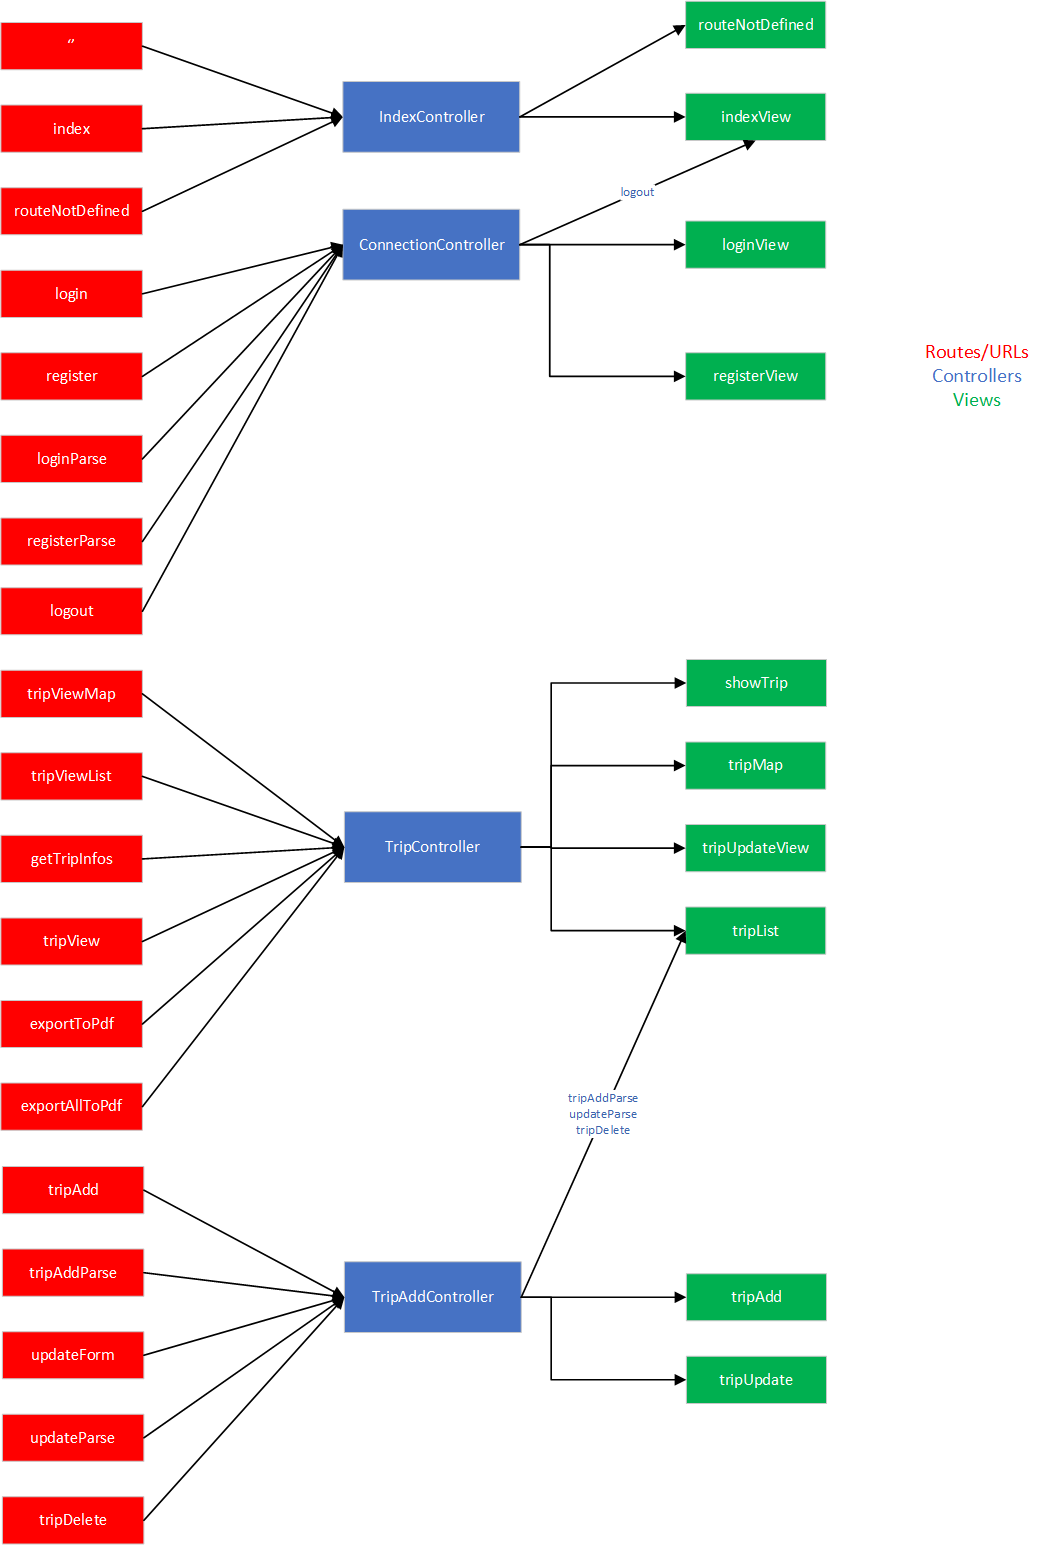 ‘’
index
routeNotDefined
login
register
loginParse
registerParse
logout
tripViewMap
tripViewList
getTripInfos
tripView
exportToPdf
exportAllToPdf
tripAdd
tripAddParse
updateForm
updateParse
tripDelete
IndexController
ConnectionController
TripController
TripAddController
logout
tripAddParse
updateParse
tripDelete
routeNotDefined
indexView
loginView
registerView
showTrip
tripMap
tripUpdateView
tripList
tripAdd
tripUpdate
Routes/URLs
Controllers
Views